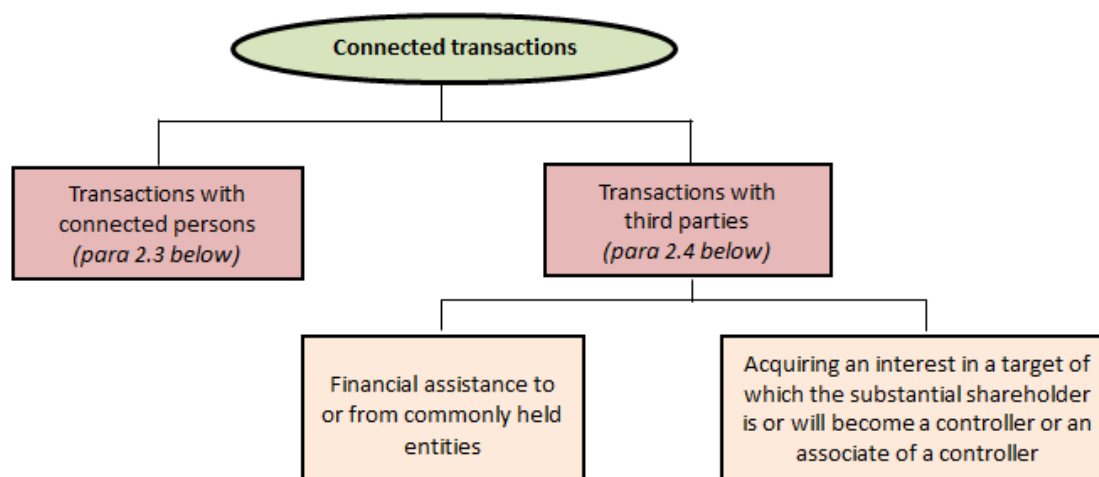 Connected transactions
Transactions with
connected persons
(para 2.3 below)
Transactions with
third parties
(para 2.4 below)
Financial assistance to
or from commonly held
entities
Acquiring an interest in a target of
which the substantial shareholder
is or will become a controller or an
associate of a controller